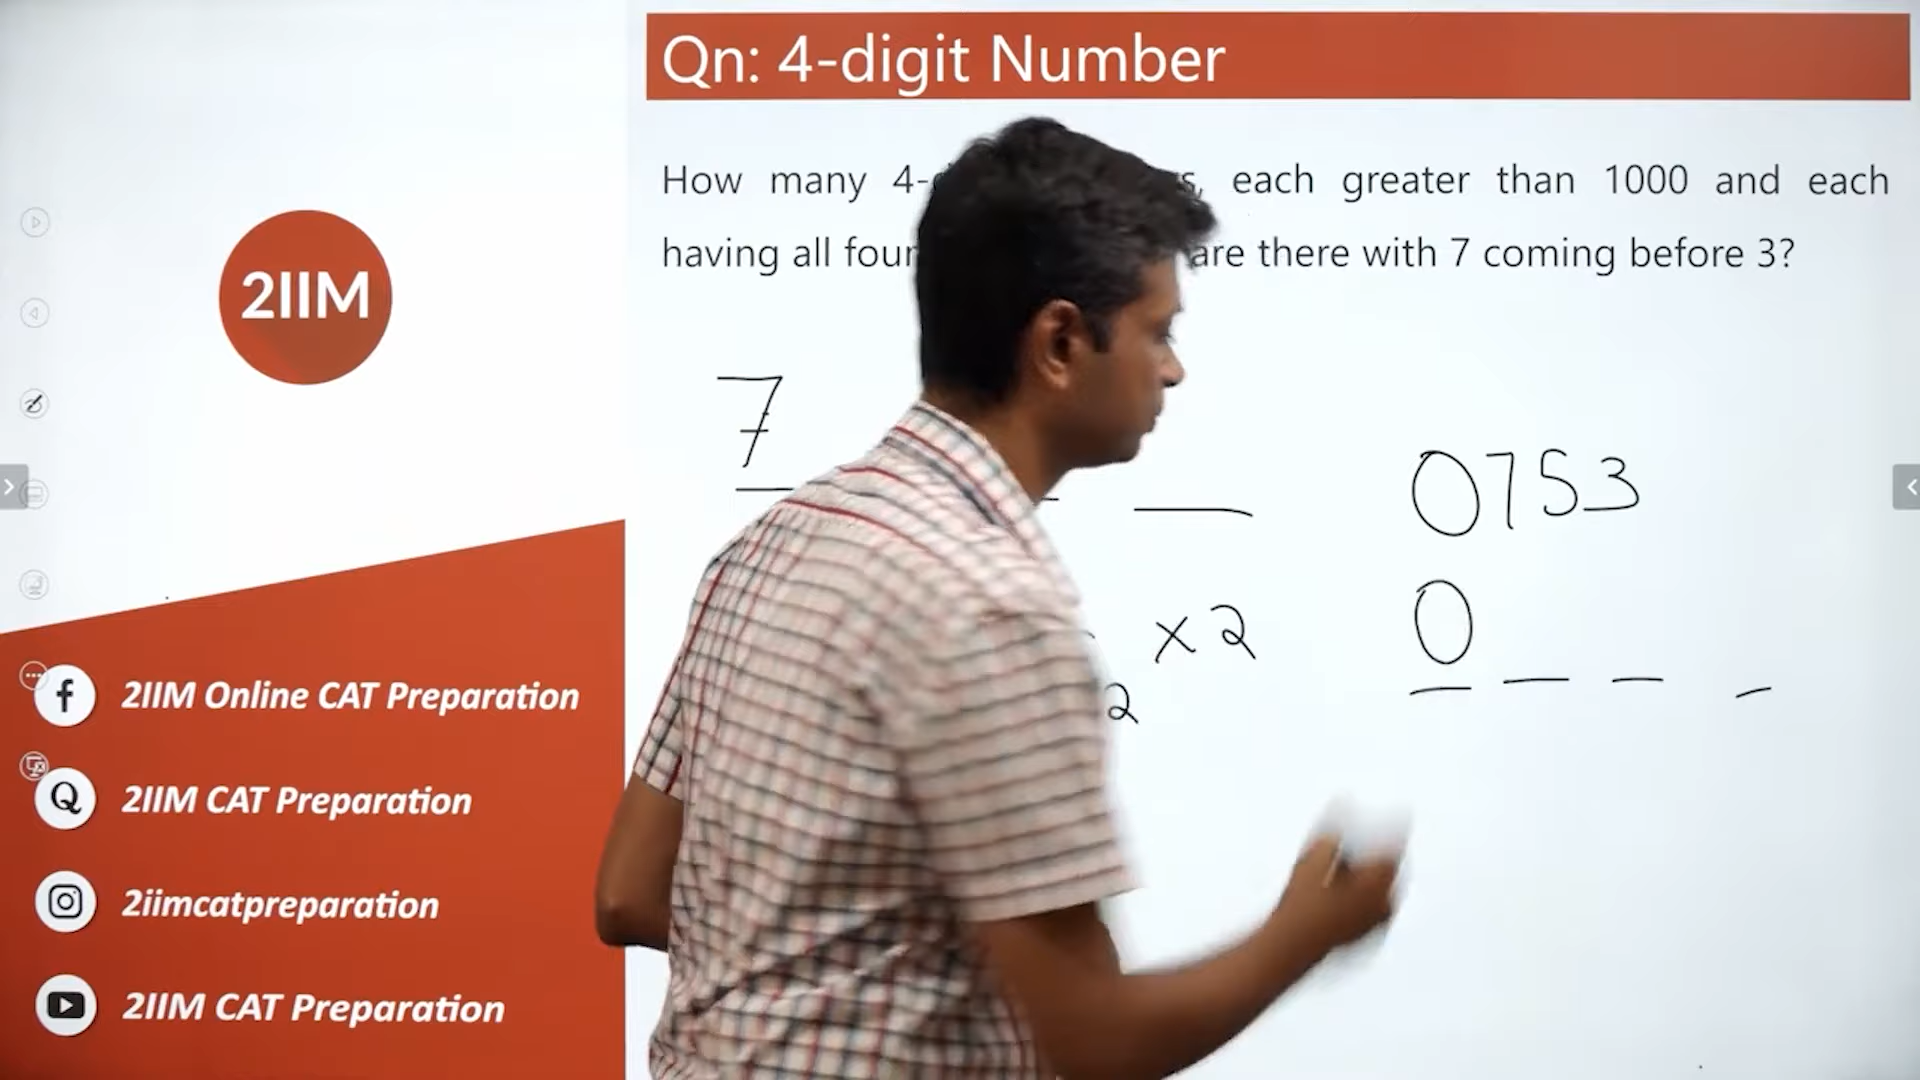 Qn: 4-digit Number
How many 4- s, each greater than 1000 and each
having all four are there with 7 coming before 3?
2IIM
7
0753
x 2
0
2
f 2IIM Online CAT Preparation
Q 2IIM CAT Preparation
2iimcatpreparation
2IIM CAT Preparation